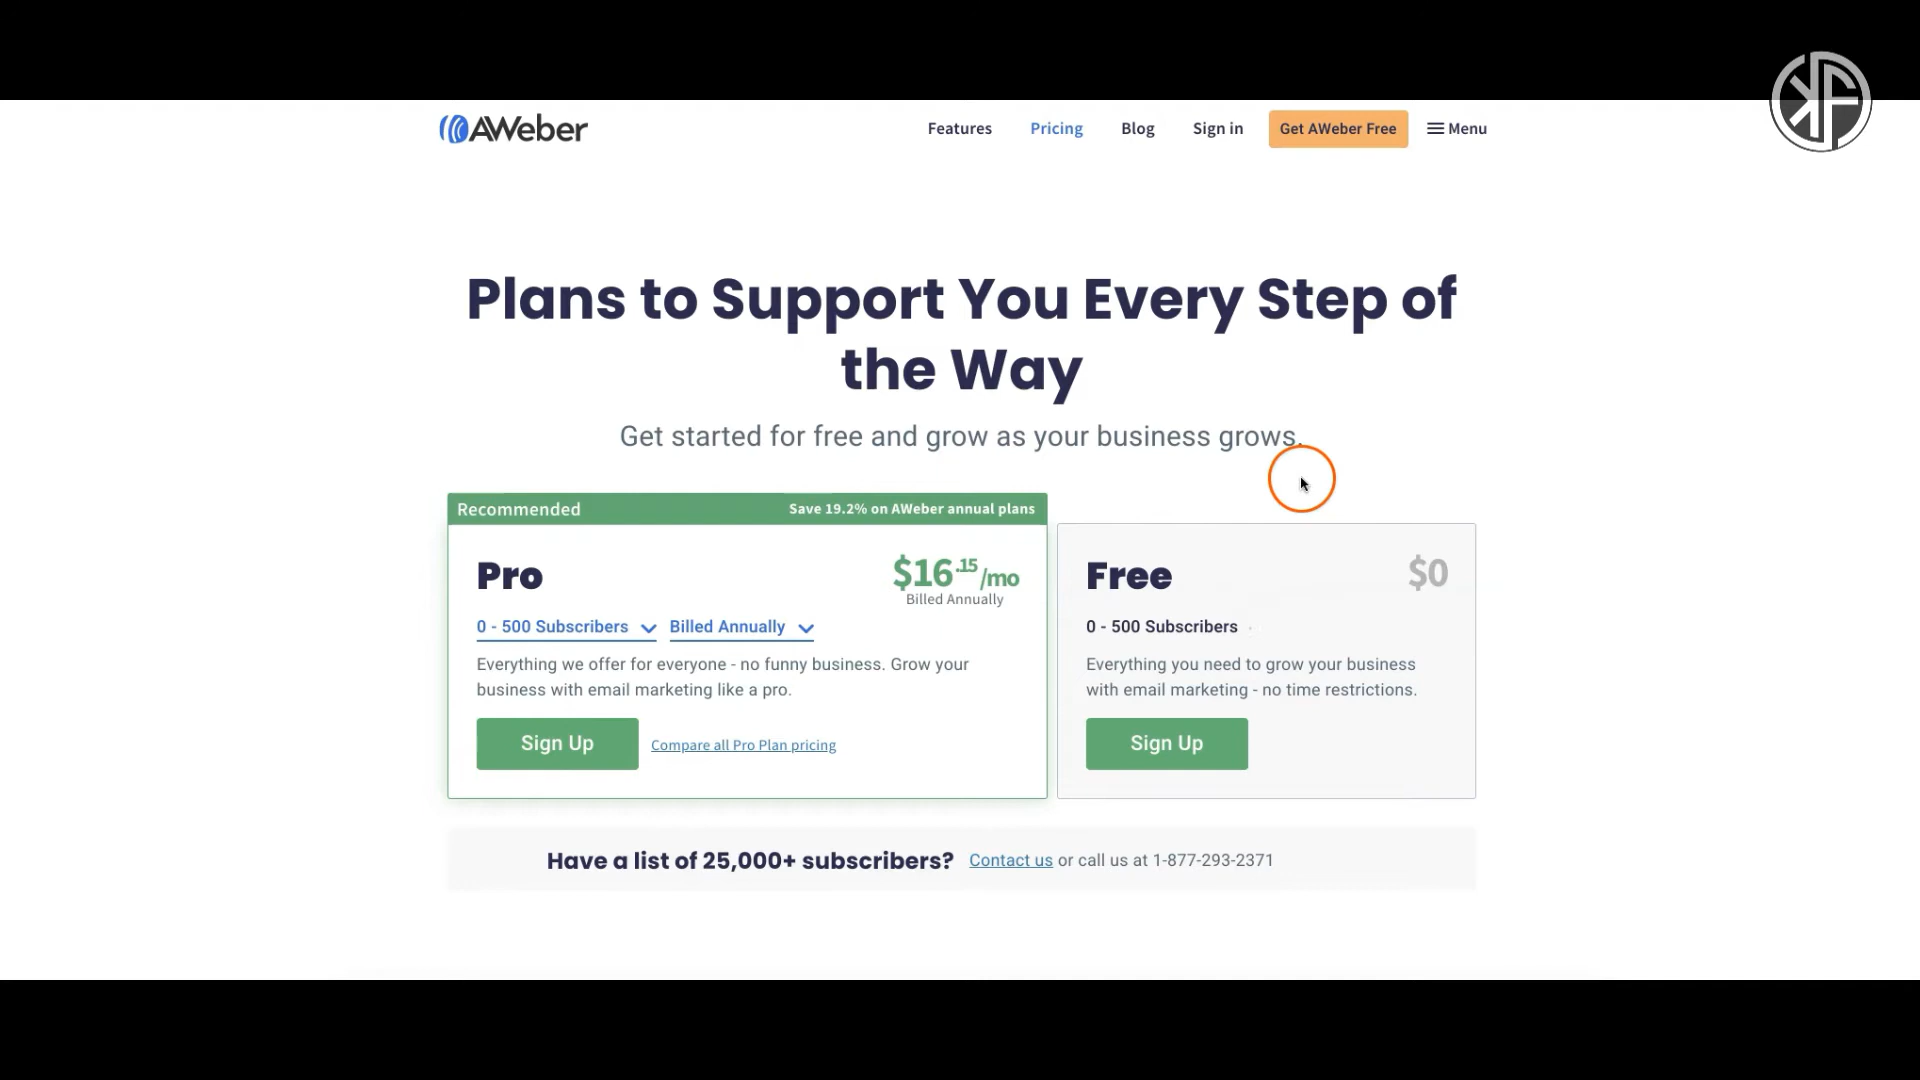 AWeber
Features
Pricing
Blog
Sign in
Get AWeber Free
Menu
Plans to Support You Every Step of
the Way
Get started for free and grow as your business grows.
Recommended
Save 19.2% on AWeber annual plans
Pro
$16.15/mo
Billed Annually
0 - 500 Subscribers
Billed Annually
Everything we offer for everyone - no funny business. Grow your
business with email marketing like a pro.
Sign Up
Compare all Pro Plan pricing
Free
$0
0 - 500 Subscribers
Everything you need to grow your business
with email marketing - no time restrictions.
Sign Up
Have a list of 25,000+ subscribers? Contact us or call us at 1-877-293-2371
KF